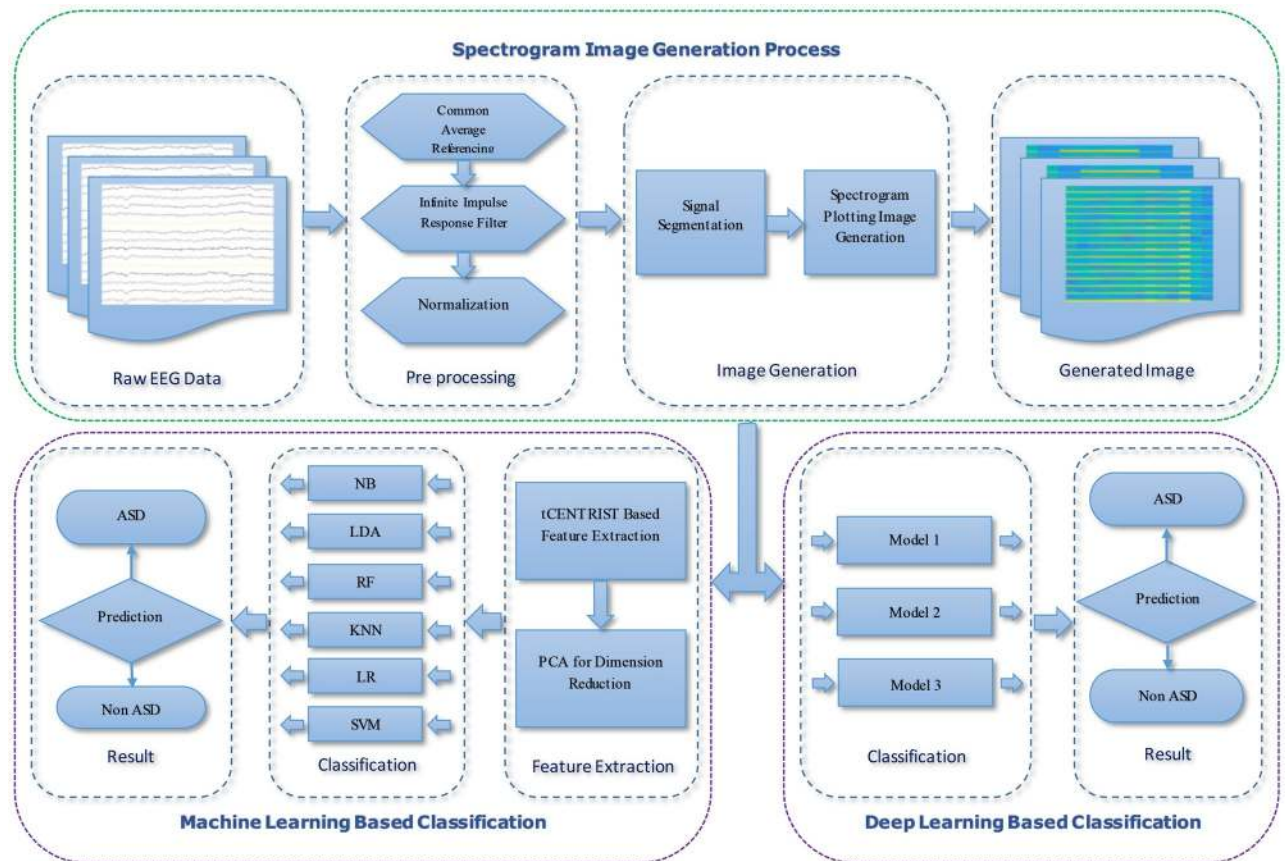 Spectrogram Image Generation Process
Common
Average
Referencing
Infinite Impulse
Response Filter
Normalization
Signal
Segmentation
Spectrogram
Plotting Image
Generation
Raw EEG Data
Pre processing
Image Generation
Generated Image
ASD
Prediction
Non ASD
Result
NB
LDA
RF
KNN
LR
SVM
Classification
tCENTRIST Based
Feature Extraction
PCA for Dimension
Reduction
Feature Extraction
Machine Learning Based Classification
Model 1
Model 2
Model 3
Classification
ASD
Prediction
Non ASD
Result
Deep Learning Based Classification